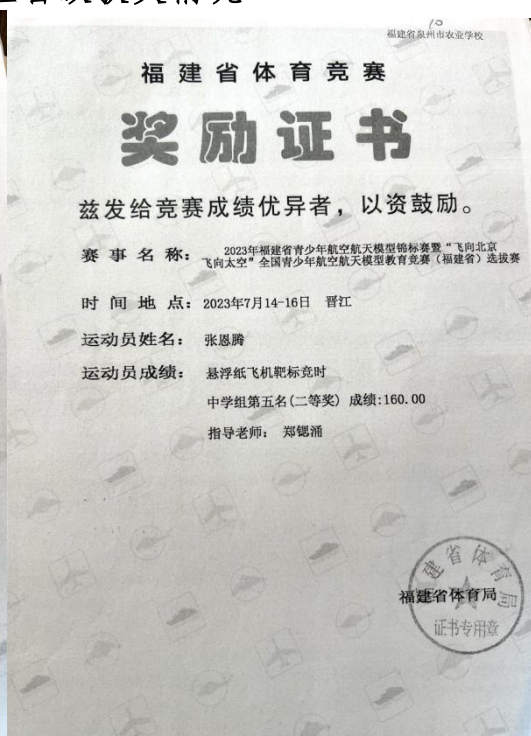 10
福建省泉州市农业学校
福建省体育竞赛
奖励证书
兹发给竞赛成绩优异者，以资鼓励。
赛事名称： 2023年福建省青少年航空航天模型锦标赛暨“飞向北京
飞向太空”全国青少年航空航天模型教育竞赛（福建省）选拔赛
时间地点：2023年7月14-16日 晋江
运动员姓名： 张恩腾
运动员成绩： 悬浮纸飞机靶标竞时
中学组第五名(二等奖) 成绩:160.00
指导老师： 郑锶涌
福建省体育局
福建省体育局
证书专用章